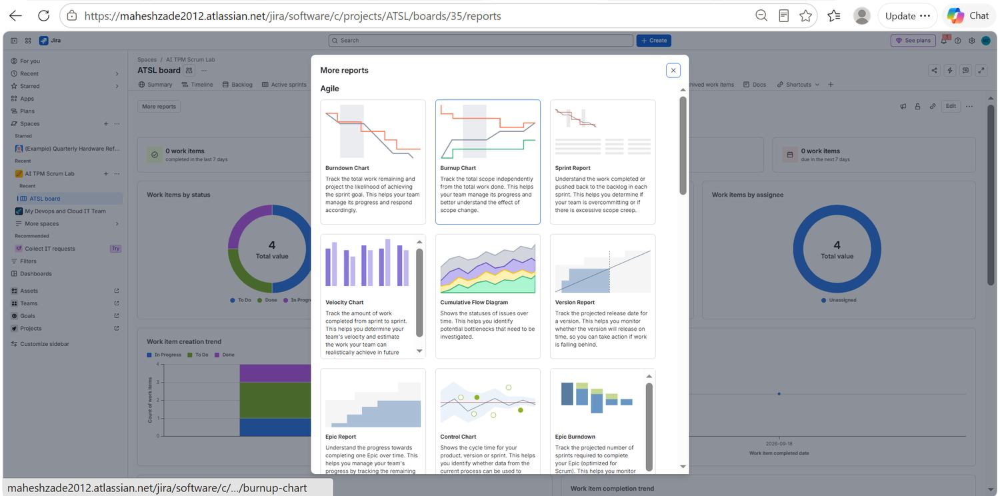 https://maheshzade2012.atlassian.net/jira/software/c/projects/ATSL/boards/35/reports
Update
Chat
Jira
Search
Create
See plans
1
For you
Recent
Starred
Apps
Plans
Spaces
Starred
(Example) Quarterly Hardware Ref...
Recent
AI TPM Scrum Lab
Recent
ATSL board
My Devops and Cloud IT Team
More spaces
Recommended
Collect IT requests
Try
Filters
Dashboards
Assets
Teams
Goals
Projects
Customize sidebar
Spaces / AI TPM Scrum Lab
ATSL board
Summary
Timeline
Backlog
Active sprints
hived work items
Docs
Shortcuts
More reports
Edit
0 work items
completed in the last 7 days
0 work items
due in the next 7 days
Work items by status
4
Total value
To Do
Done
In Progre
Work items by assignee
4
Total value
Unassigned
Work item creation trend
In Progress
To Do
Done
Count of work items
4
3
2
1
0
2026-09-18
Work item completed date
Work item completion trend
More reports
Agile
Burndown Chart
Track the total work remaining and
project the likelihood of achieving
the sprint goal. This helps your team
manage its progress and respond
accordingly.
Burnup Chart
Track the total scope independently
from the total work done. This helps
your team manage its progress and
better understand the effect of
scope change.
Sprint Report
Understand the work completed or
pushed back to the backlog in each
sprint. This helps you determine if
your team is overcommitting or if
there is excessive scope creep.
Velocity Chart
Track the amount of work
completed from sprint to sprint.
This helps you determine your
team's velocity and estimate
the work your team can
realistically achieve in future
Cumulative Flow Diagram
Shows the statuses of issues over
time. This helps you identify
potential bottlenecks that need to be
investigated.
Version Report
Track the projected release date for
a version. This helps you monitor
whether the version will release on
time, so you can take action if work
is falling behind.
Epic Report
Understand the progress towards
completing one Epic over time. This
helps you manage your team's
progress by tracking the remaining
Control Chart
Shows the cycle time for your
product, version or sprint. This helps
you identify whether data from the
current process can be used to
Epic Burndown
Track the projected number of
sprints required to complete
your Epic (optimized for
Scrum). This helps you monitor
maheshzade2012.atlassian.net/jira/software/c/.../burnup-chart